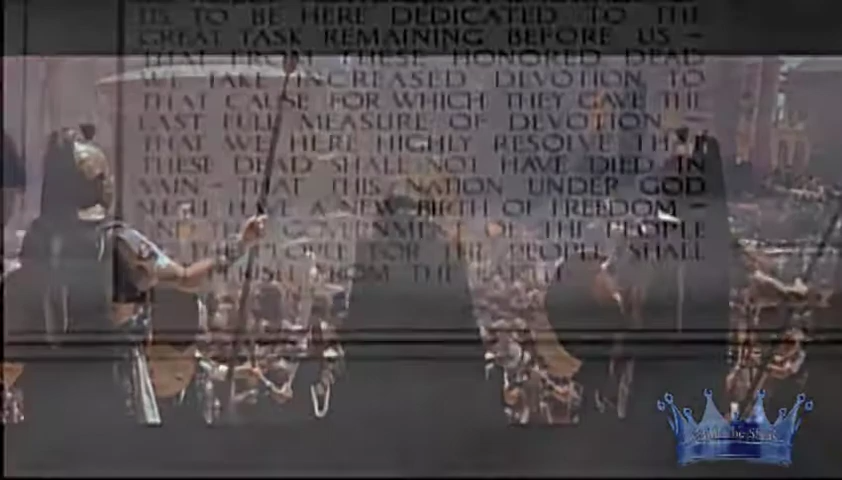 US TO BE HERE DEDICATED TO THE
GREAT TASK REMAINING BEFORE US –
THAT FROM THESE HONORED DEAD
WE TAKE INCREASED DEVOTION TO
THAT CAUSE FOR WHICH THEY GAVE THE
LAST FULL MEASURE OF DEVOTION –
THAT WE HERE HIGHLY RESOLVE THAT
THESE DEAD SHALL NOT HAVE DIED IN
VAIN – THAT THIS NATION UNDER GOD
SHALL HAVE A NEW BIRTH OF FREEDOM –
AND THAT GOVERNMENT OF THE PEOPLE
THE PEOPLE FOR THE PEOPLE SHALL
PERISH FROM THE EARTH